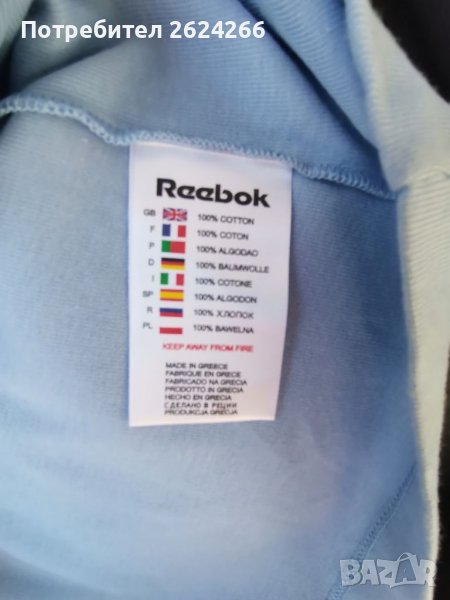 Потребител 2624266
Reebok
GB 100% COTTON
F 100% COTON
P 100% ALGODAO
D 100% BAUMWOLLE
I 100% COTONE
SP 100% ALGODON
R 100% ХЛОПОК
PL 100% BAWELNA
KEEP AWAY FROM FIRE
MADE IN GREECE
FABRIQUE EN GRECE
FABRICADO NA GRECIA
PRODOTTO IN GRECIA
HECHO EN GRECIA
СДЕЛАНО В РЕЦИИ
PRODUKCJA GRECJA
BAZAR